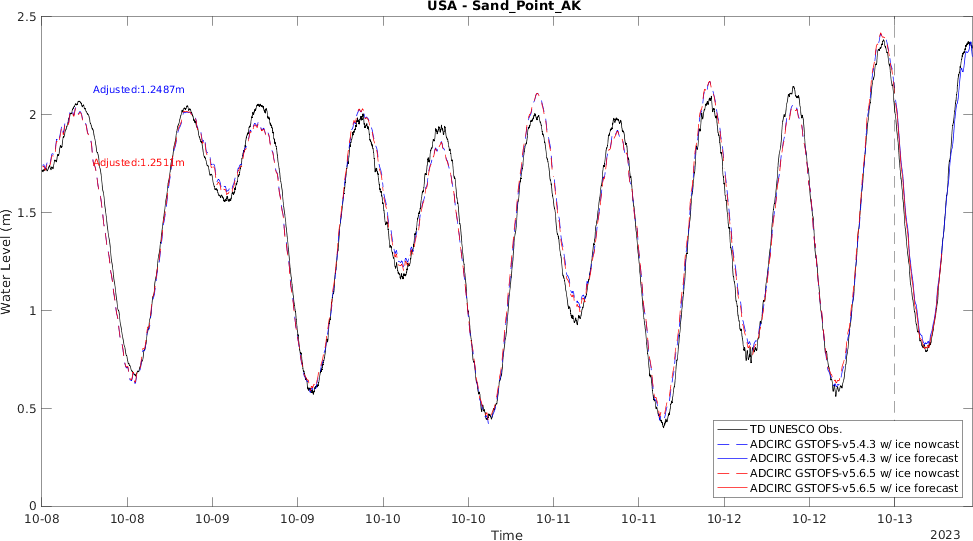 USA - Sand_Point_AK
2.5
2
1.5
1
0.5
0
Water Level (m)
Adjusted:1.2487m
Adjusted:1.2511m
TD UNESCO Obs.
ADCIRC GSTOFS-v5.4.3 w/ ice nowcast
ADCIRC GSTOFS-v5.4.3 w/ ice forecast
ADCIRC GSTOFS-v5.6.5 w/ ice nowcast
ADCIRC GSTOFS-v5.6.5 w/ ice forecast
10-08 10-08 10-09 10-09 10-10 10-10 10-11 10-11 10-12 10-12 10-13
Time
2023